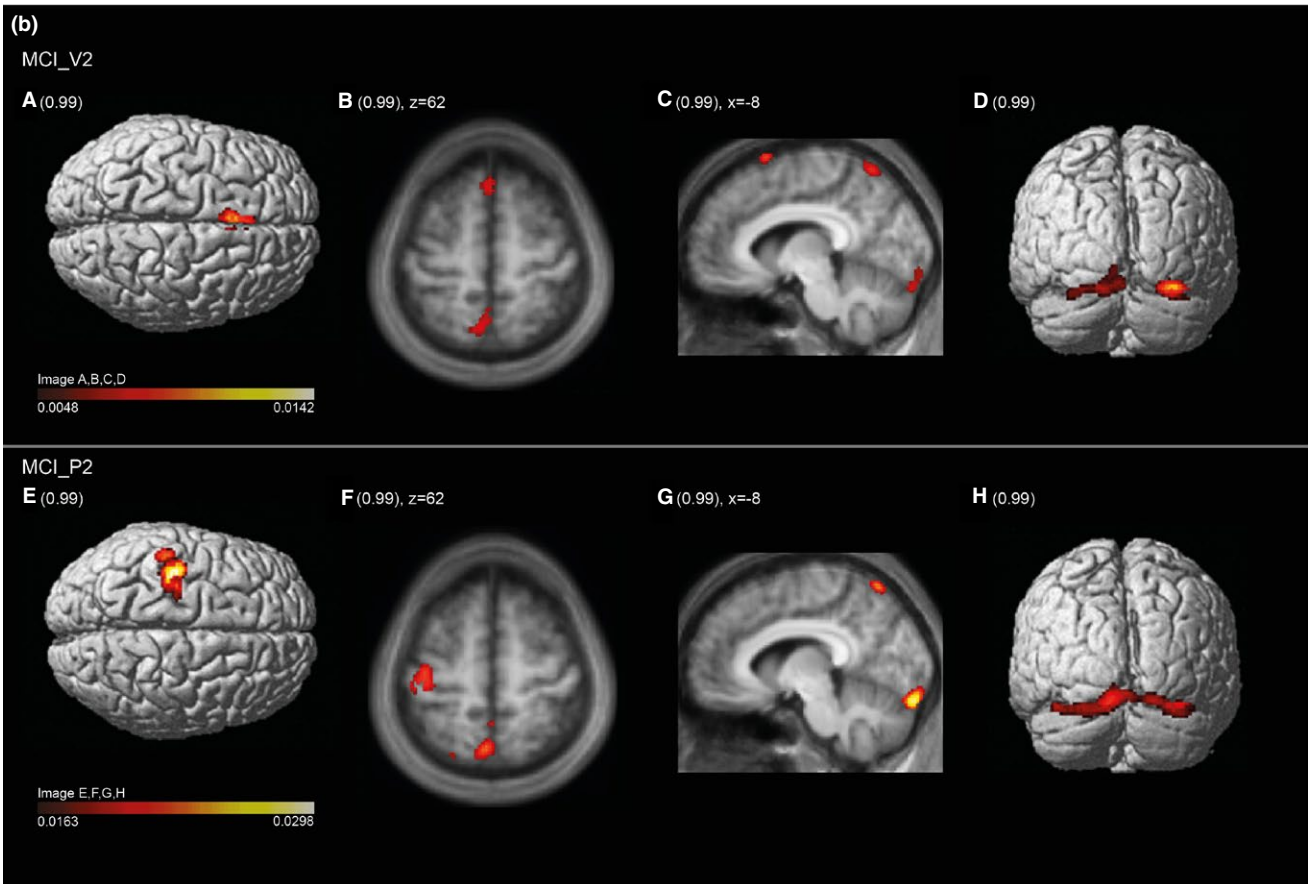 (b)
MCI_V2
A (0.99)
B (0.99), z=62
C (0.99), x=-8
D (0.99)
Image A,B,C,D
0.0048 0.0142
MCI_P2
E (0.99)
F (0.99), z=62
G (0.99), x=-8
H (0.99)
Image E,F,G,H
0.0163 0.0298